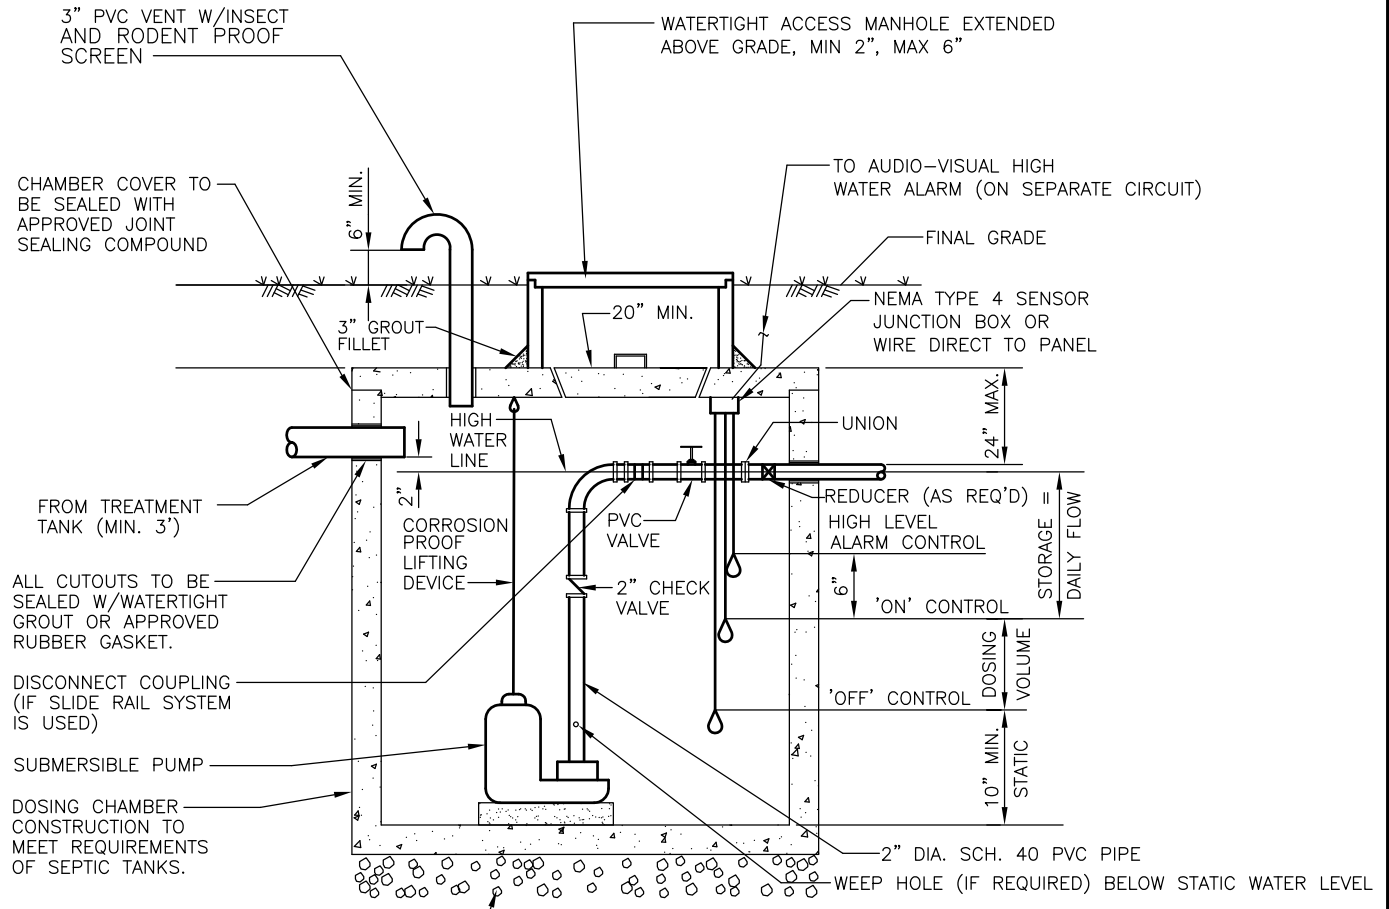 3" PVC VENT W/INSECT
AND RODENT PROOF
SCREEN
WATERTIGHT ACCESS MANHOLE EXTENDED
ABOVE GRADE, MIN 2", MAX 6"
TO AUDIO-VISUAL HIGH
WATER ALARM (ON SEPARATE CIRCUIT)
CHAMBER COVER TO
BE SEALED WITH
APPROVED JOINT
SEALING COMPOUND
6" MIN.
FINAL GRADE
NEMA TYPE 4 SENSOR
JUNCTION BOX OR
WIRE DIRECT TO PANEL
20" MIN.
3" GROUT
FILLET
24" MAX.
HIGH
WATER
LINE
UNION
FROM TREATMENT
TANK (MIN. 3')
2"
REDUCER (AS REQ'D)
STORAGE =
DAILY FLOW
CORROSION
PROOF
LIFTING
DEVICE
PVC
VALVE
HIGH LEVEL
ALARM CONTROL
ALL CUTOUTS TO BE
SEALED W/WATERTIGHT
GROUT OR APPROVED
RUBBER GASKET.
2" CHECK
VALVE
6"
'ON' CONTROL
DISCONNECT COUPLING
(IF SLIDE RAIL SYSTEM
IS USED)
DOSING
VOLUME
'OFF' CONTROL
SUBMERSIBLE PUMP
10" MIN.
STATIC
DOSING CHAMBER
CONSTRUCTION TO
MEET REQUIREMENTS
OF SEPTIC TANKS.
2" DIA. SCH. 40 PVC PIPE
WEEP HOLE (IF REQUIRED) BELOW STATIC WATER LEVEL